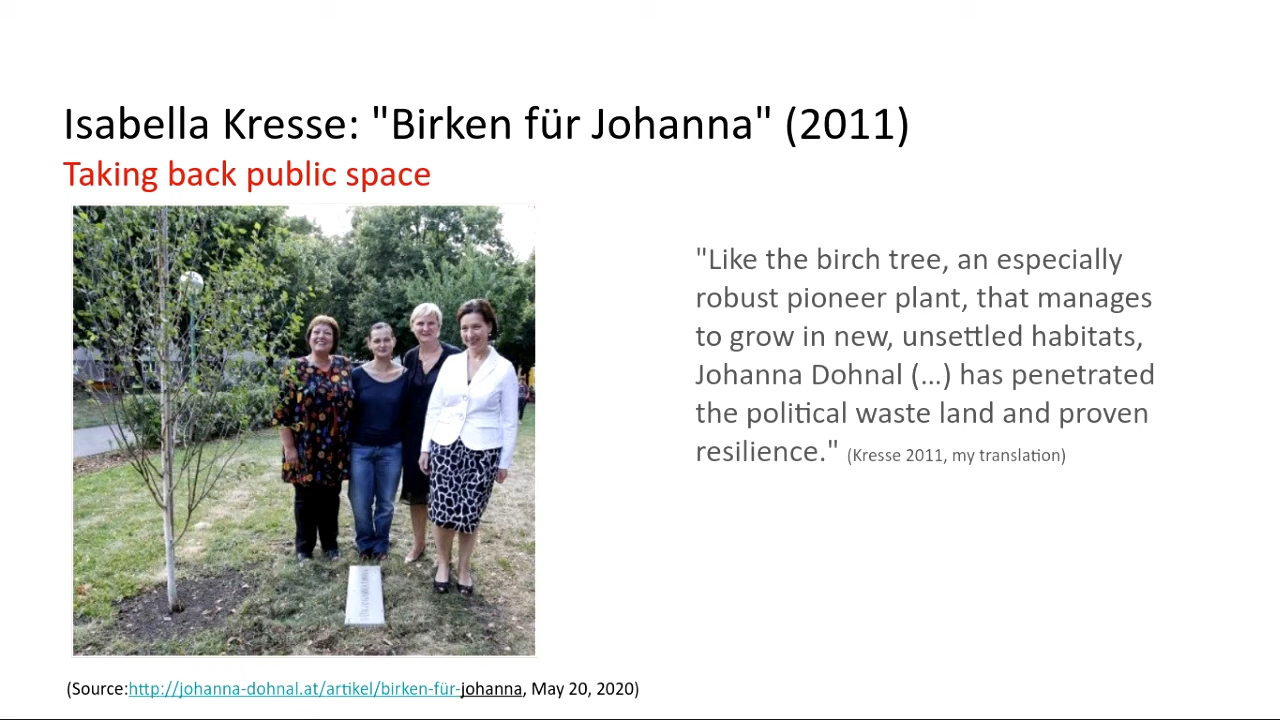 Isabella Kresse: "Birken für Johanna" (2011)
Taking back public space
"Like the birch tree, an especially
robust pioneer plant, that manages
to grow in new, unsettled habitats,
Johanna Dohnal (...) has penetrated
the political waste land and proven
resilience." (Kresse 2011, my translation)
(Source:http://johanna-dohnal.at/artikel/birken-für-johanna, May 20, 2020)